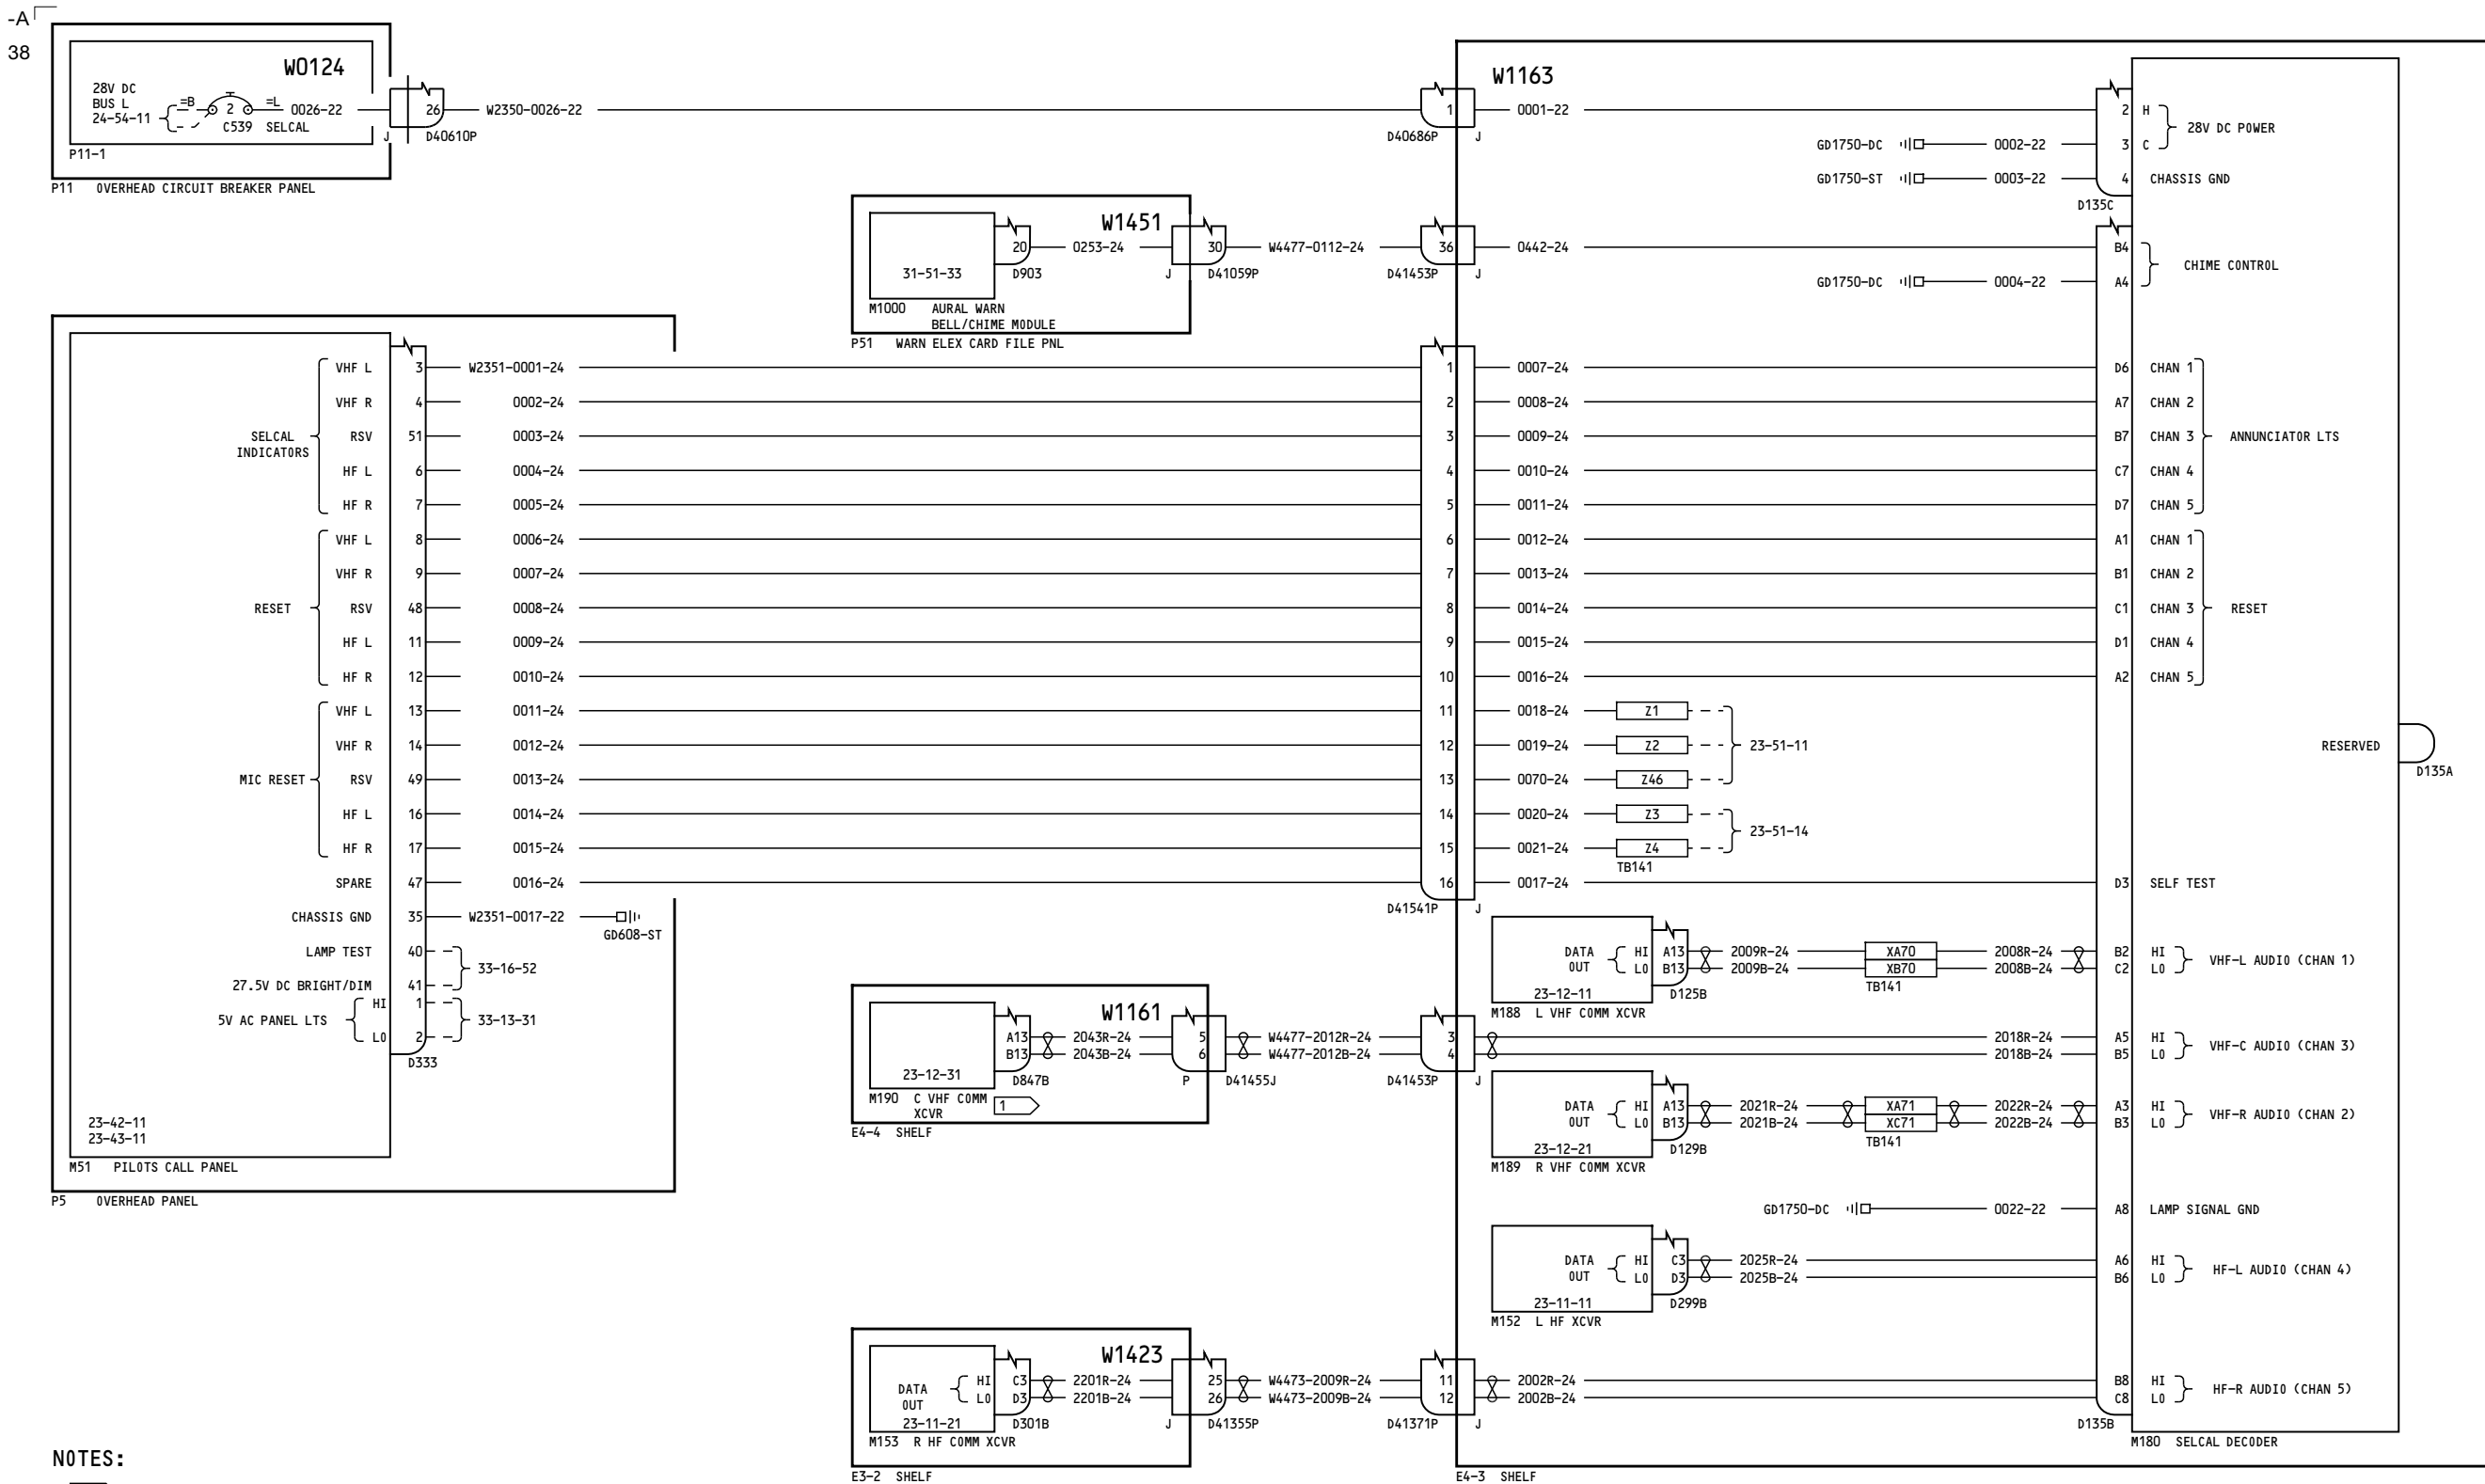 -A
38
W0124
28V DC
BUS L
24-54-11
=B 2 =L 0026-22
C539 SELCAL
P11-1
J
26
D40610P
W2350-0026-22
P11 OVERHEAD CIRCUIT BREAKER PANEL
1
D40686P
J
W1163
0001-22
2 H
28V DC POWER
GD1750-DC 0002-22 3 C
GD1750-ST 0003-22 4 CHASSIS GND
D135C
W1451
31-51-33
20
D903
0253-24
J
30
D41059P
W4477-0112-24
36
D41453P
J
0442-24
B4
CHIME CONTROL
GD1750-DC 0004-22 A4
M1000 AURAL WARN
BELL/CHIME MODULE
P51 WARN ELEX CARD FILE PNL
SELCAL
INDICATORS
VHF L 3 W2351-0001-24 1 0007-24 D6 CHAN 1
VHF R 4 0002-24 2 0008-24 A7 CHAN 2
RSV 51 0003-24 3 0009-24 B7 CHAN 3
HF L 6 0004-24 4 0010-24 C7 CHAN 4
HF R 7 0005-24 5 0011-24 D7 CHAN 5
ANNUNCIATOR LTS
RESET
VHF L 8 0006-24 6 0012-24 A1 CHAN 1
VHF R 9 0007-24 7 0013-24 B1 CHAN 2
RSV 48 0008-24 8 0014-24 C1 CHAN 3
HF L 11 0009-24 9 0015-24 D1 CHAN 4
HF R 12 0010-24 10 0016-24 A2 CHAN 5
RESET
MIC RESET
VHF L 13 0011-24 11 0018-24 Z1
VHF R 14 0012-24 12 0019-24 Z2
RSV 49 0013-24 13 0070-24 Z46
23-51-11
HF L 16 0014-24 14 0020-24 Z3
HF R 17 0015-24 15 0021-24 Z4
23-51-14
TB141
SPARE 47 0016-24 16 0017-24 D3 SELF TEST
D41541P
J
RESERVED
D135A
CHASSIS GND 35 W2351-0017-22
GD608-ST
LAMP TEST 40
27.5V DC BRIGHT/DIM 41
33-16-52
5V AC PANEL LTS
HI 1
LO 2
33-13-31
D333
23-42-11
23-43-11
M51 PILOTS CALL PANEL
P5 OVERHEAD PANEL
DATA
OUT
HI A13 2009R-24 XA70 2008R-24 B2 HI
LO B13 2009B-24 XB70 2008B-24 C2 LO
VHF-L AUDIO (CHAN 1)
TB141
23-12-11
D125B
M188 L VHF COMM XCVR
W1161
A13 2043R-24 5 W4477-2012R-24 3 2018R-24 A5 HI
B13 2043B-24 6 W4477-2012B-24 4 2018B-24 B5 LO
VHF-C AUDIO (CHAN 3)
23-12-31
D847B
P
D41455J
D41453P
J
M190 C VHF COMM
XCVR
1
E4-4 SHELF
DATA
OUT
HI A13 2021R-24 XA71 2022R-24 A3 HI
LO B13 2021B-24 XC71 2022B-24 B3 LO
VHF-R AUDIO (CHAN 2)
TB141
23-12-21
D129B
M189 R VHF COMM XCVR
GD1750-DC 0022-22 A8 LAMP SIGNAL GND
DATA
OUT
HI C3 2025R-24 A6 HI
LO D3 2025B-24 B6 LO
HF-L AUDIO (CHAN 4)
23-11-11
D299B
M152 L HF XCVR
W1423
DATA
OUT
HI C3 2201R-24 25 W4473-2009R-24 11 2002R-24 B8 HI
LO D3 2201B-24 26 W4473-2009B-24 12 2002B-24 C8 LO
HF-R AUDIO (CHAN 5)
23-11-21
D301B
J
D41355P
D41371P
J
D135B
M153 R HF COMM XCVR
M180 SELCAL DECODER
E3-2 SHELF
E4-3 SHELF
NOTES: